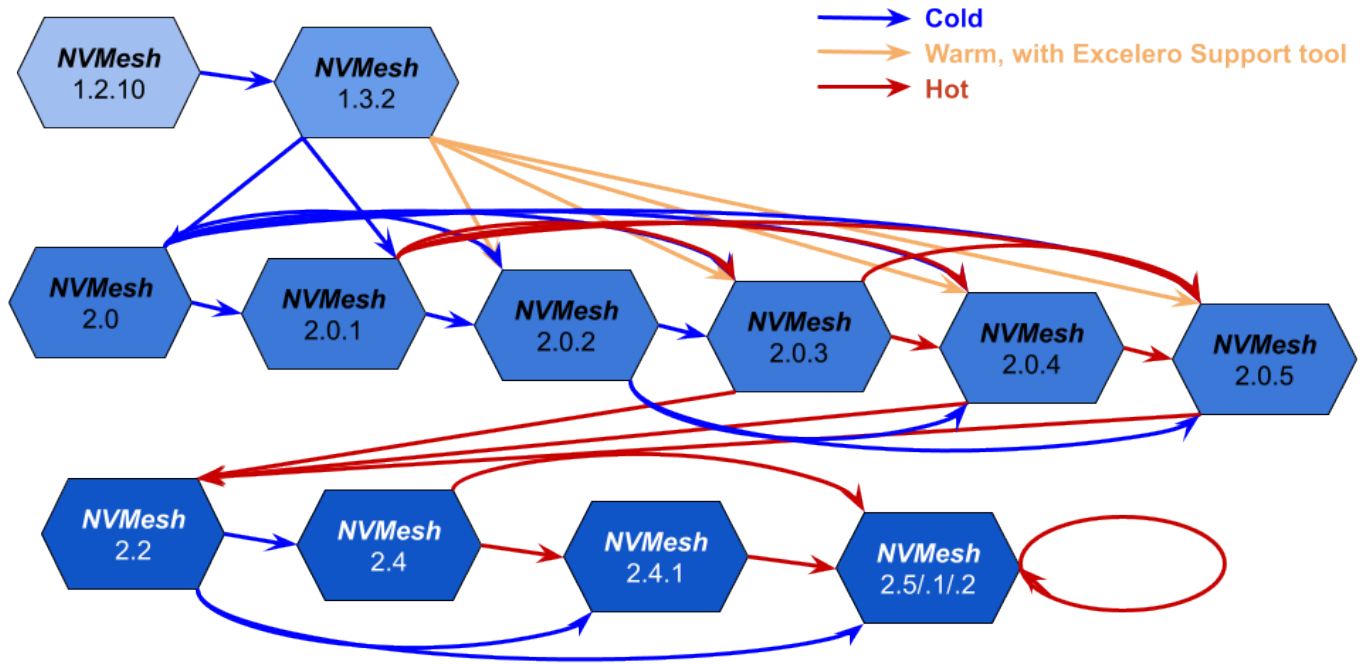 Cold
Warm, with Excelero Support tool
Hot
NVMesh
1.2.10
NVMesh
1.3.2
NVMesh
2.0
NVMesh
2.0.1
NVMesh
2.0.2
NVMesh
2.0.3
NVMesh
2.0.4
NVMesh
2.0.5
NVMesh
2.2
NVMesh
2.4
NVMesh
2.4.1
NVMesh
2.5/.1/.2